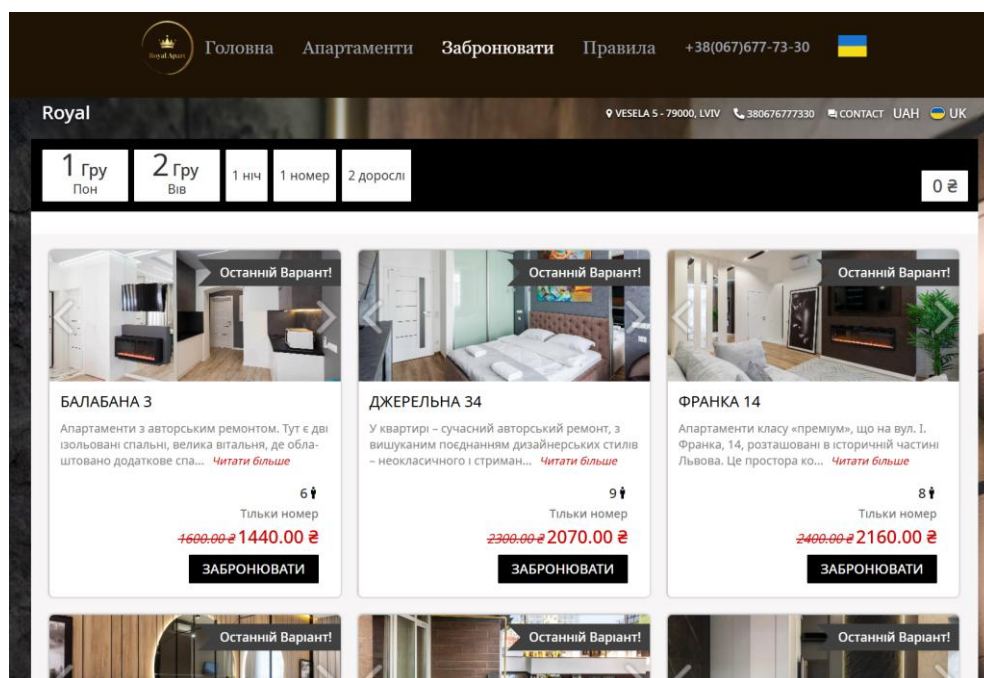 Royal Apart
Головна Апартаменти Забронювати Правила +38(067)677-73-30
Royal
VESELA 5 - 79000, LVIV 380676777330 CONTACT UAH UK
1 Гру
Пон
2 Гру
Вів
1 ніч
1 номер
2 дорослі
0 ₴
Останній Варіант!
БАЛАБАНА 3
Апартаменти з авторським ремонтом. Тут є дві
ізольовані спальні, велика вітальня, де обла-
штовано додаткове спа... Читати більше
6
Тільки номер
1600.00 ₴ 1440.00 ₴
ЗАБРОНЮВАТИ
Останній Варіант!
ДЖЕРЕЛЬНА 34
У квартирі – сучасний авторський ремонт, з
вишуканим поєднанням дизайнерських стилів
– неокласичного і стриман... Читати більше
9
Тільки номер
2300.00 ₴ 2070.00 ₴
ЗАБРОНЮВАТИ
Останній Варіант!
ФРАНКА 14
Апартаменти класу «преміум», що на вул. І.
Франка, 14, розташовані в історичній частині
Львова. Це простора ко... Читати більше
8
Тільки номер
2400.00 ₴ 2160.00 ₴
ЗАБРОНЮВАТИ
Останній Варіант!
Останній Варіант!
Останній Варіант!